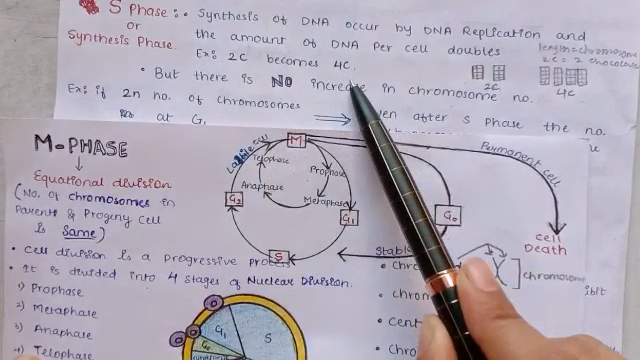 S Phase :- • Synthesis of DNA occur by DNA Replication and
or
Synthesis Phase. the amount of DNA Per cell doubles
Ex: 2C becomes 4C.
length = chromosome
2C = 2 chocolate
2C
4C
• But there is NO increase in chromosome no.
Ex: if 2n no. of chromosomes
at G1
after S Phase the no.
M-PHASE
Equational division
(No. of chromosomes in
Parent & Progeny Cell
is Same)
• Cell division is a progressive process
• It is divided into 4 stages of Nuclear Division.
1) Prophase
2) Metaphase
3) Anaphase
4) Telophase
M
Telophase
Prophase
Anaphase
Metaphase
G2
G1
S
G0
Permanent Cell
Cell
Death
Stable
chromosome
ibit
• Chro
• chrom
• Cent
• Chro
G1
S
G0